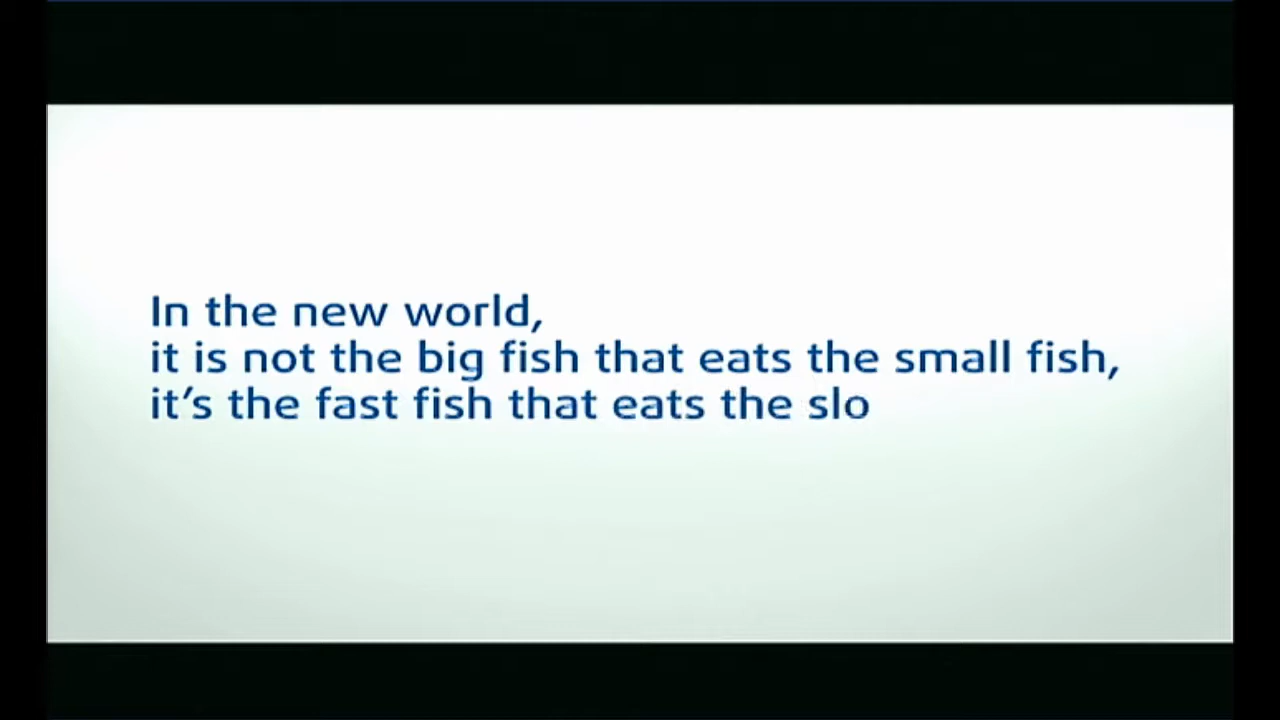 In the new world,
it is not the big fish that eats the small fish,
it's the fast fish that eats the slo